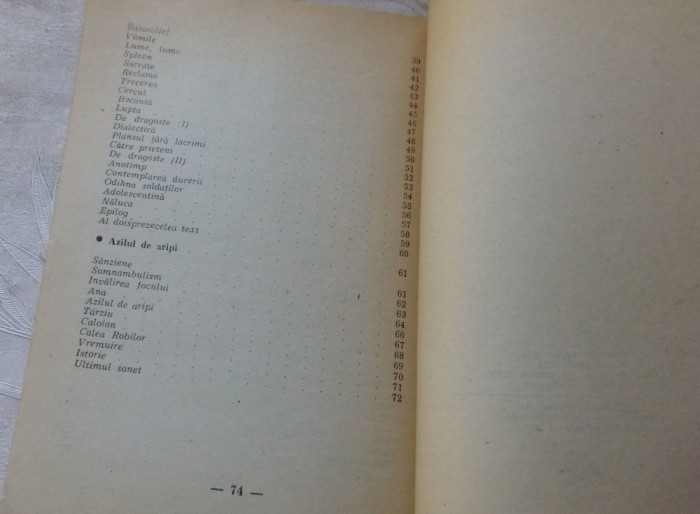 Basorelief 39
Vămile 40
Lume, lume 41
Spleen 42
Socrate 43
Reclamă 44
Trecerea 45
Cercul 46
Bacantă 47
Lupta 48
De dragoste (I) 49
Dialectică 50
Plânsul fără lacrimi 51
Către prieteni 52
De dragoste (II) 53
Anotimp 54
Contemplarea durerii 55
Odihna soldaților 56
Adolescentină 57
Năluca 58
Epilog 59
Al doisprezecelea text 60
● Azilul de aripi 61
Sânziene 61
Somnambulism 62
Invălirea focului 63
Ana 64
Azilul de aripi 66
Târziu 67
Caloian 68
Calea Robilor 69
Vremuire 70
Istorie 71
Ultimul sonet 72
— 74 —